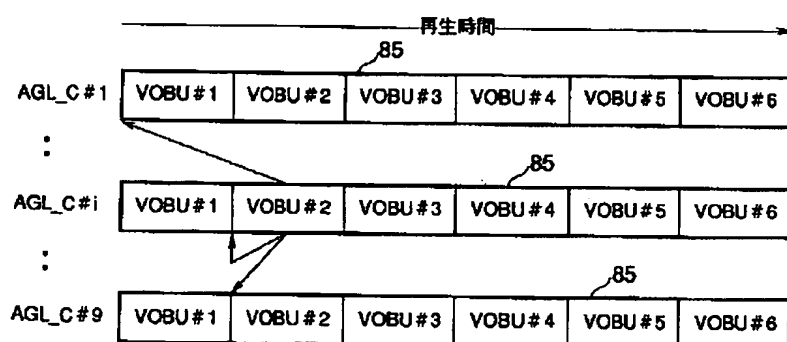 再生時間
85
AGL_C#1 VOBU#1 VOBU#2 VOBU#3 VOBU#4 VOBU#5 VOBU#6
85
AGL_C#i VOBU#1 VOBU#2 VOBU#3 VOBU#4 VOBU#5 VOBU#6
85
AGL_C#9 VOBU#1 VOBU#2 VOBU#3 VOBU#4 VOBU#5 VOBU#6